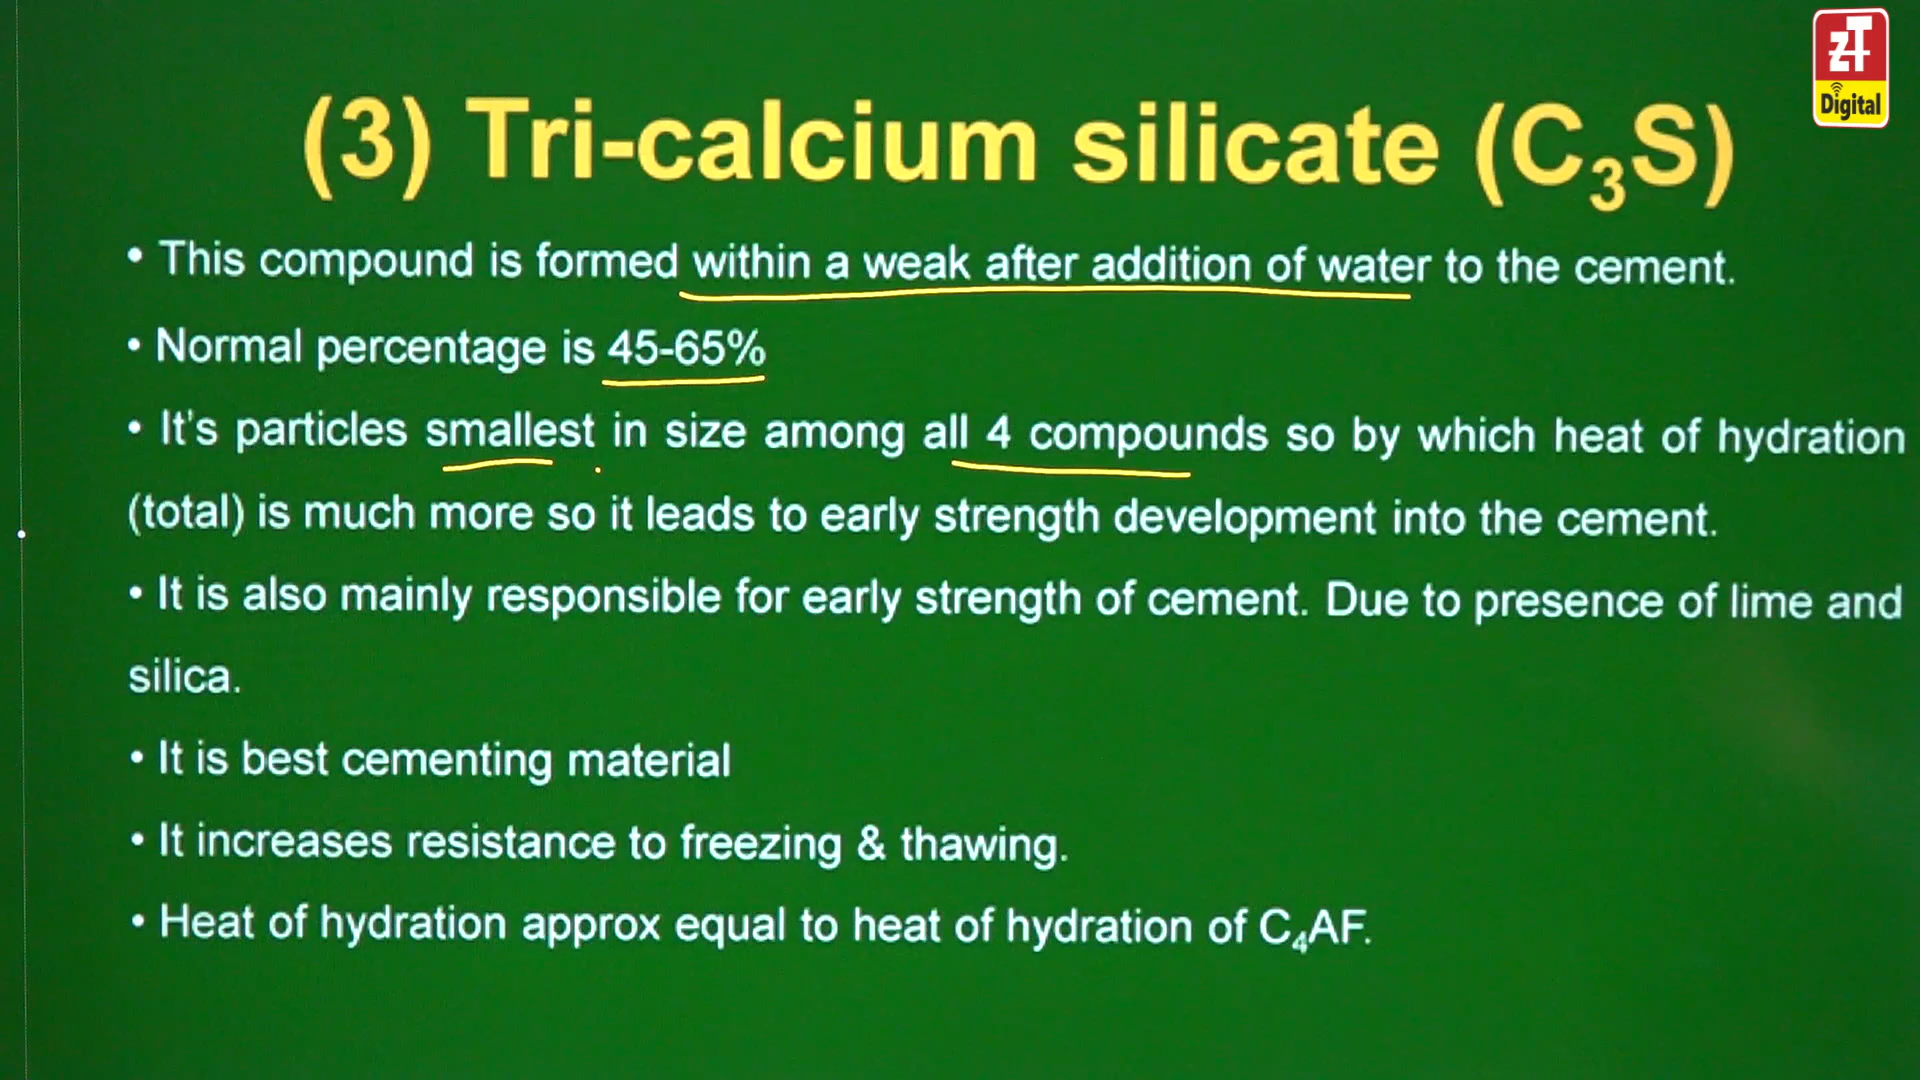 ZT
Digital
(3) Tri-calcium silicate (C₃S)
• This compound is formed within a weak after addition of water to the cement.
• Normal percentage is 45-65%
• It's particles smallest in size among all 4 compounds so by which heat of hydration
(total) is much more so it leads to early strength development into the cement.
• It is also mainly responsible for early strength of cement. Due to presence of lime and
silica.
• It is best cementing material
• It increases resistance to freezing & thawing.
• Heat of hydration approx equal to heat of hydration of C₄AF.